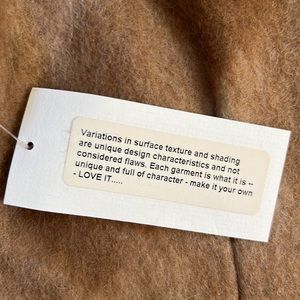 Variations in surface texture and shading
are unique design characteristics and not
considered flaws. Each garment is what it is --
unique and full of character - make it your own
- LOVE IT.....